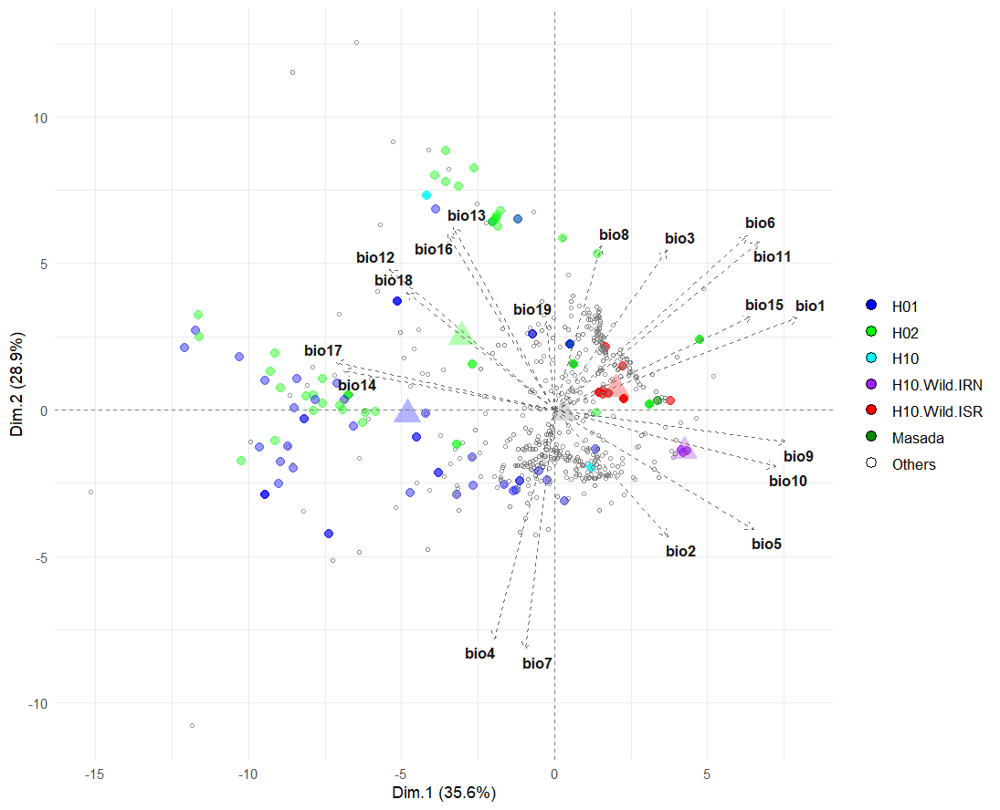 10
5
0
-5
-10
Dim.2 (28.9%)
bio13
bio16
bio12
bio18
bio8
bio3
bio6
bio11
bio19
bio15
bio1
bio17
bio14
bio9
bio10
bio2
bio5
bio4
bio7
-15
-10
-5
0
5
Dim.1 (35.6%)
H01
H02
H10
H10.Wild.IRN
H10.Wild.ISR
Masada
Others